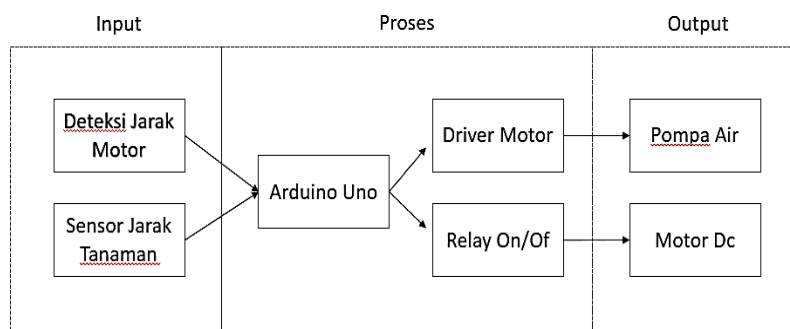 Input
Proses
Output
Deteksi Jarak
Motor
Sensor Jarak
Tanaman
Arduino Uno
Driver Motor
Relay On/Of
Pompa Air
Motor Dc